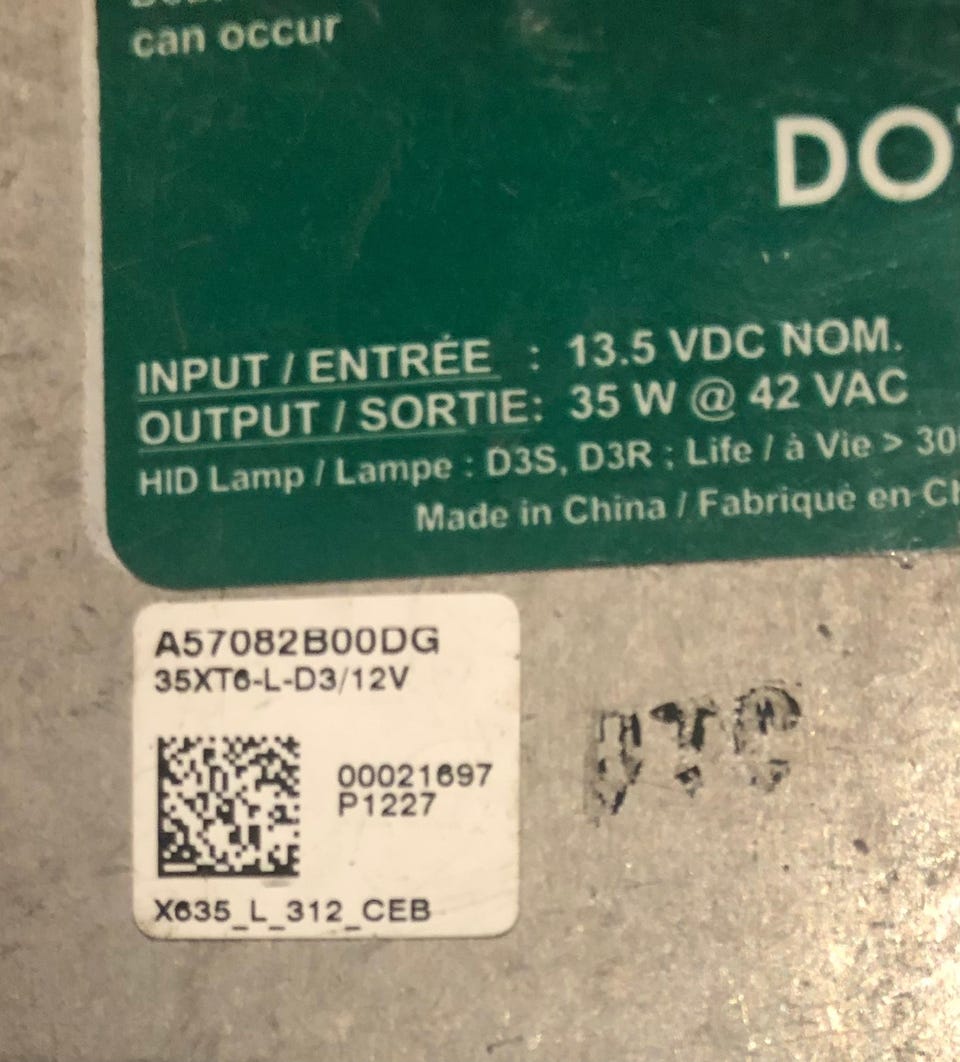 can occur
DO
INPUT / ENTRÉE : 13.5 VDC NOM.
OUTPUT / SORTIE: 35 W @ 42 VAC
HID Lamp / Lampe : D3S, D3R ; Life / à Vie > 30
Made in China / Fabriqué en
A57082B00DG
35XT6-L-D3/12V
00021697
P1227
X635_L_312_CEB